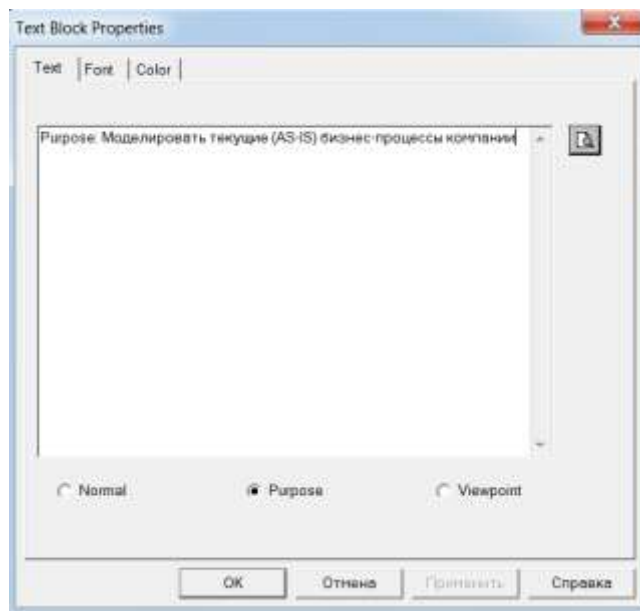 Text Block Properties
Text Font Color
Purpose: Моделировать текущие (AS-IS) бизнес-процессы компании
Normal Purpose Viewpoint
OK Отмена Применить Справка